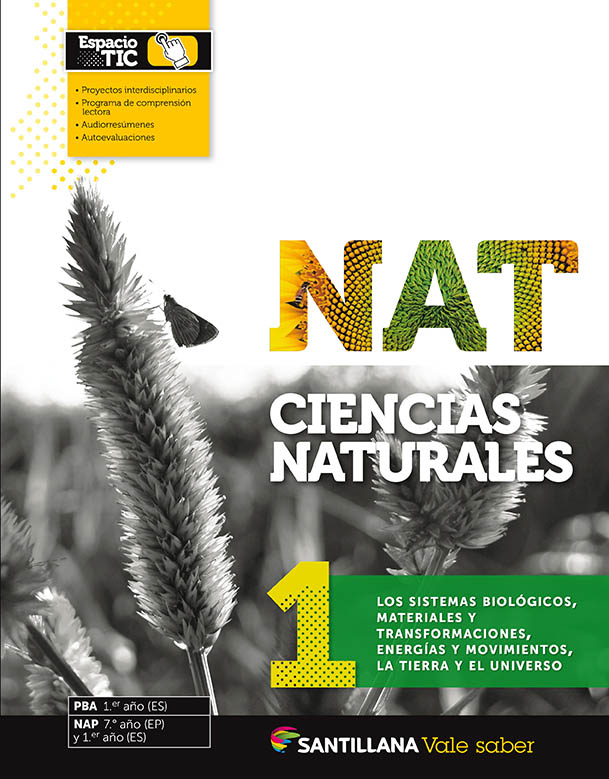 Espacio
TIC
• Proyectos interdisciplinarios
• Programa de comprensión
lectora
• Audiorresúmenes
• Autoevaluaciones
NAT
CIENCIAS
NATURALES
1
LOS SISTEMAS BIOLÓGICOS,
MATERIALES Y
TRANSFORMACIONES,
ENERGÍAS Y MOVIMIENTOS,
LA TIERRA Y EL UNIVERSO
PBA 1.er año (ES)
NAP 7.° año (EP)
y 1.er año (ES)
SANTILLANA Vale saber